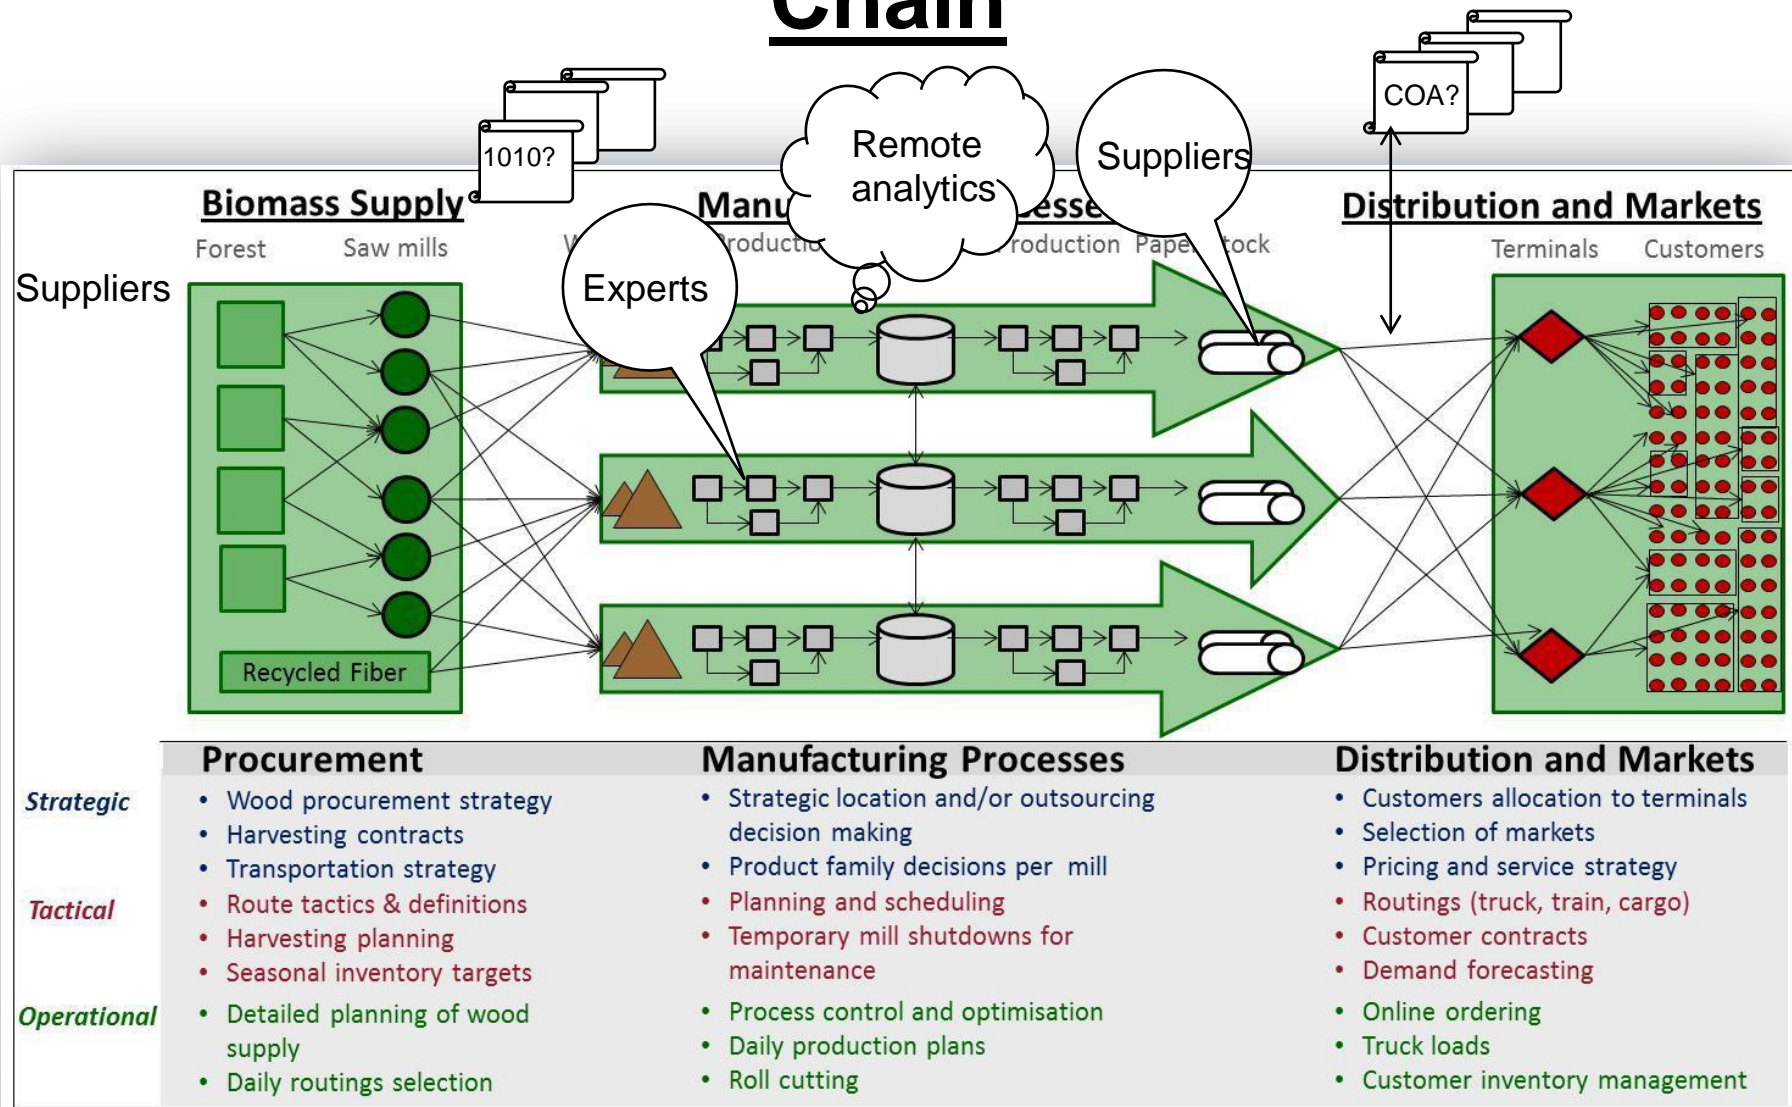 Chain
COA?
1010?
Remote
analytics
Suppliers
Biomass Supply
Distribution and Markets
Forest
Saw mills
Terminals
Customers
Suppliers
Experts
Recycled Fiber
Procurement
Manufacturing Processes
Distribution and Markets
Strategic
• Wood procurement strategy
• Harvesting contracts
• Transportation strategy
• Strategic location and/or outsourcing
decision making
• Product family decisions per mill
• Customers allocation to terminals
• Selection of markets
• Pricing and service strategy
Tactical
• Route tactics & definitions
• Harvesting planning
• Seasonal inventory targets
• Planning and scheduling
• Temporary mill shutdowns for
maintenance
• Routings (truck, train, cargo)
• Customer contracts
• Demand forecasting
Operational
• Detailed planning of wood
supply
• Daily routings selection
• Process control and optimisation
• Daily production plans
• Roll cutting
• Online ordering
• Truck loads
• Customer inventory management